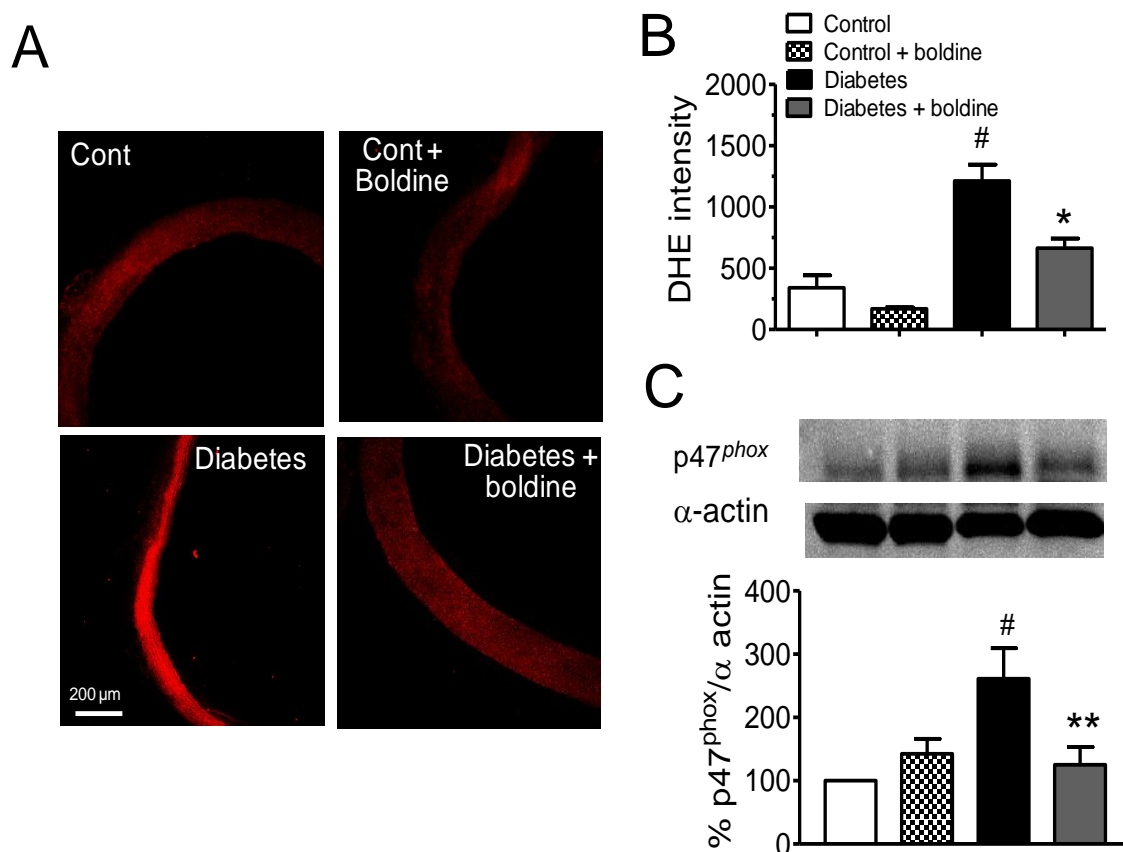 A
Cont
Cont +
Boldine
Diabetes
200 µm
Diabetes +
boldine
B
Control
Control + boldine
Diabetes
Diabetes + boldine
DHE intensity
2000
1500
1000
500
0
#
*
C
p47phox
α-actin
% p47phox/α actin
400
300
200
100
0
#
**